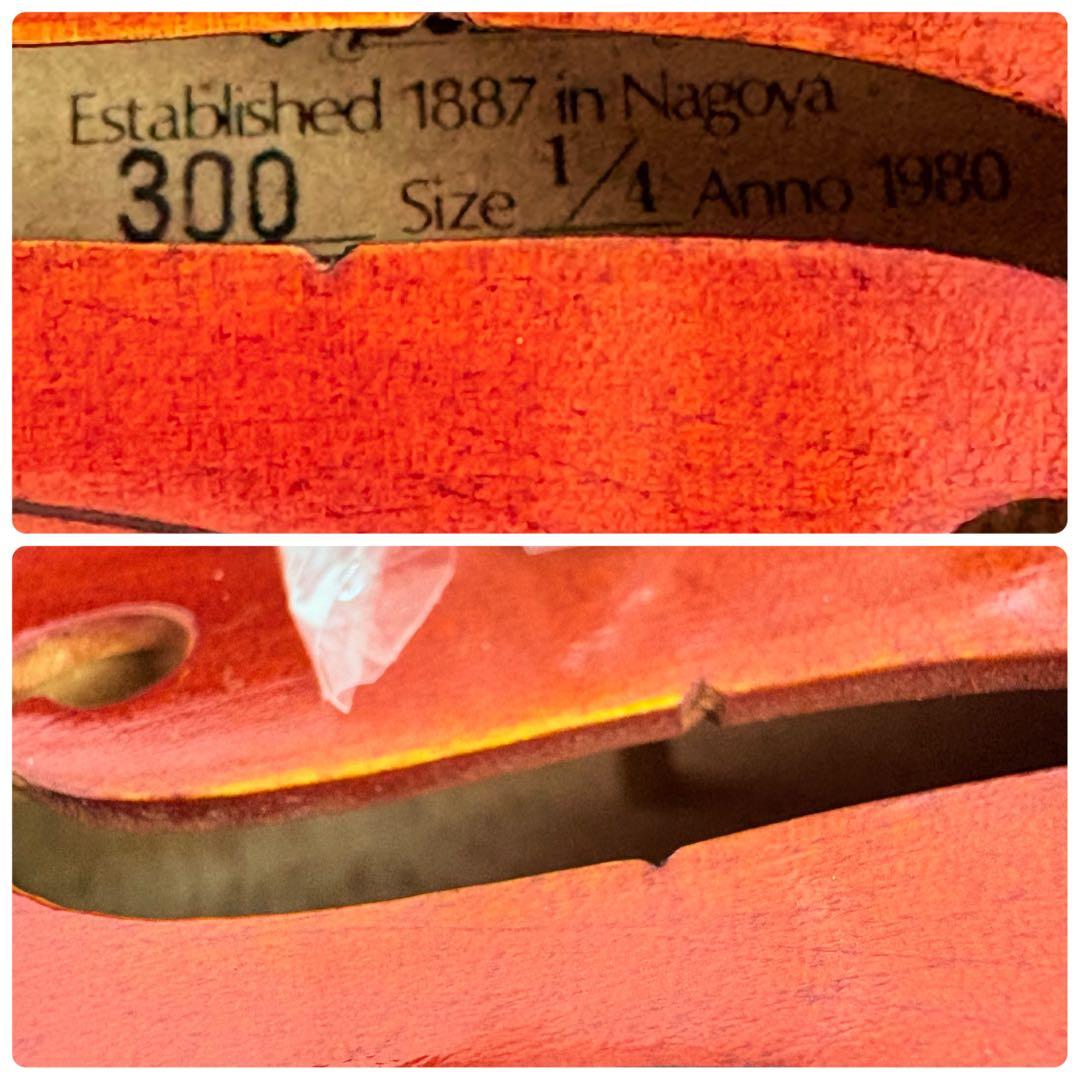 Established 1887 in Nagoya
300 Size 1/4 Anno 1980